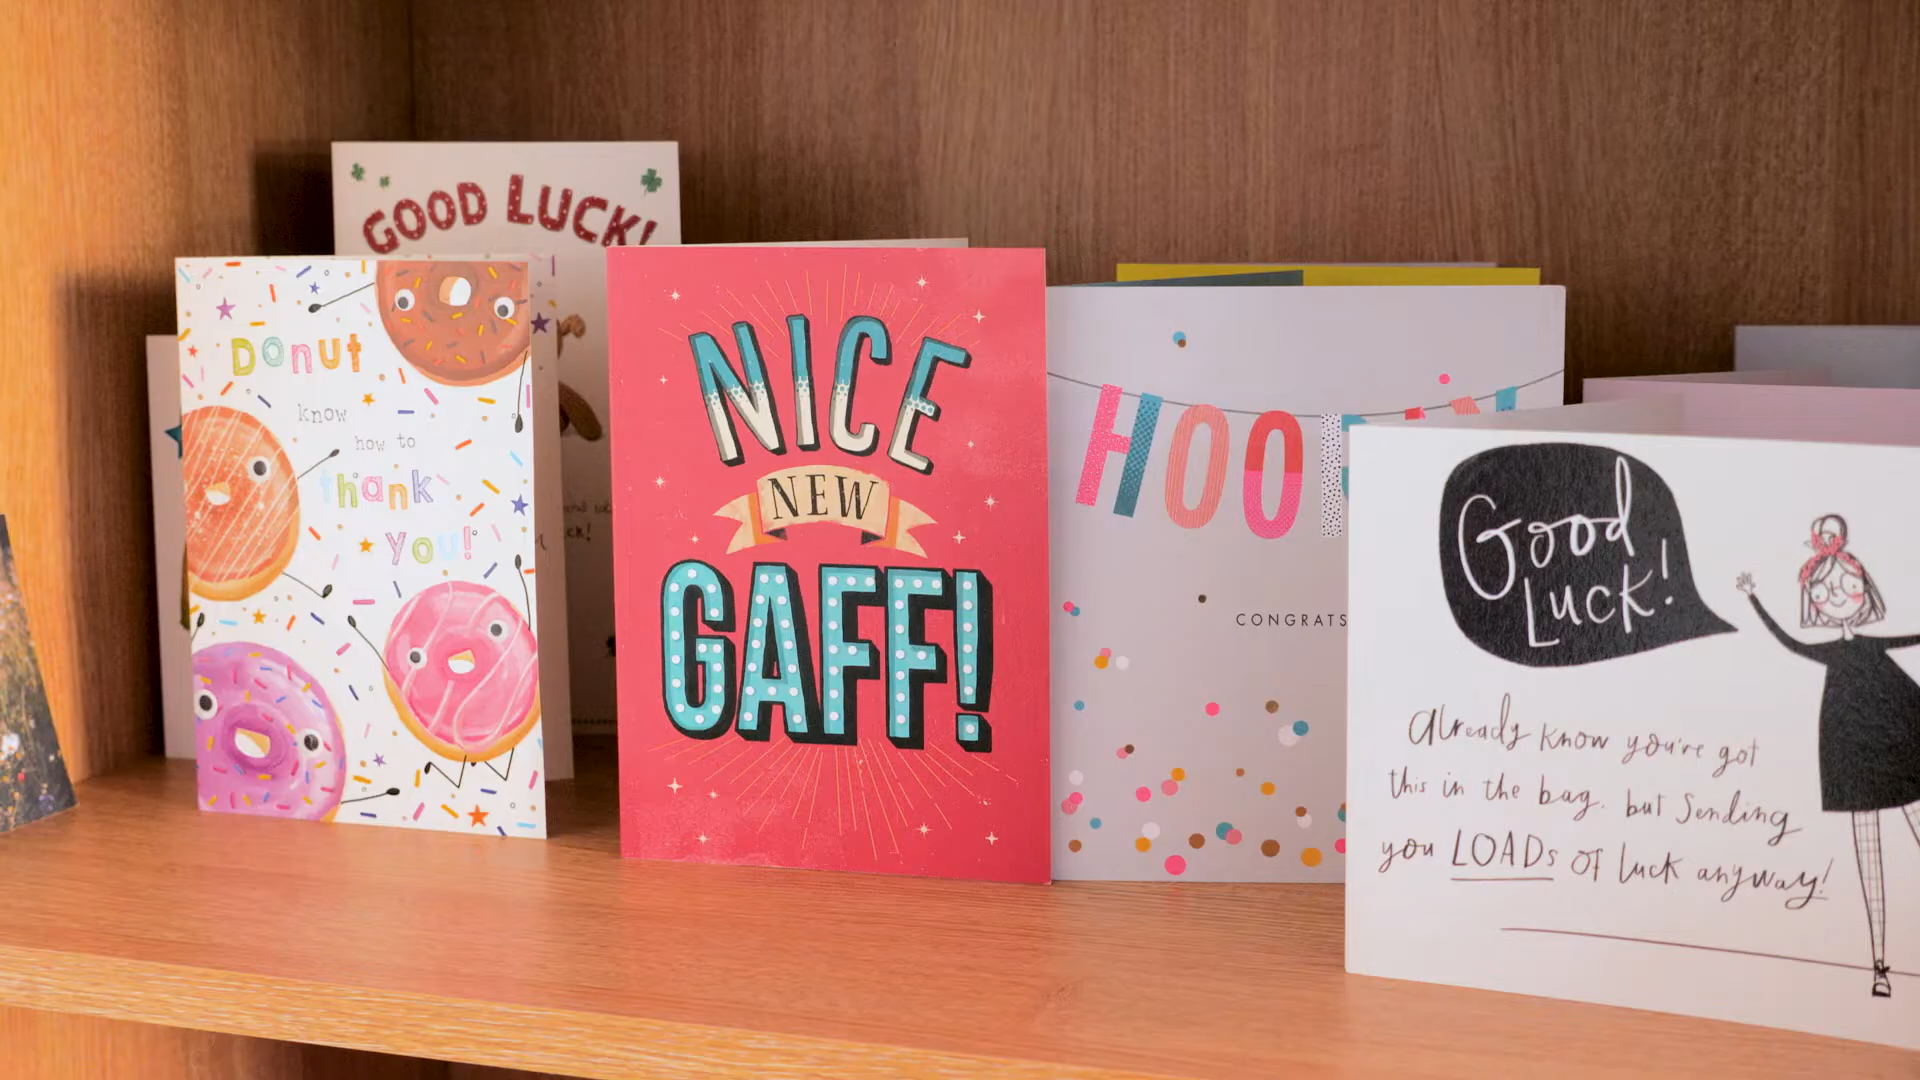 GOOD LUCK!
Donut
know
how to
thank
you!
NICE
NEW
GAFF!
CONGRATS
Good
Luck!
Already know you're got
this in the bag. but Sending
you LOADs of luck anyway!